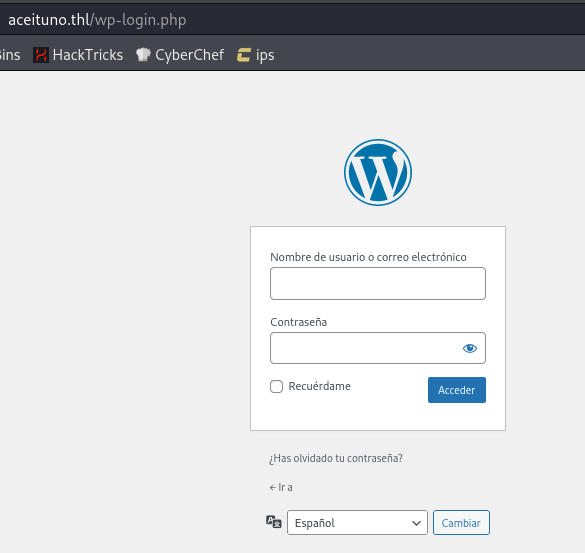 aceituno.thl/wp-login.php
Bins HackTricks CyberChef ips
Nombre de usuario o correo electrónico
Contraseña
Recuérdame
Acceder
¿Has olvidado tu contraseña?
← Ir a
Español
Cambiar